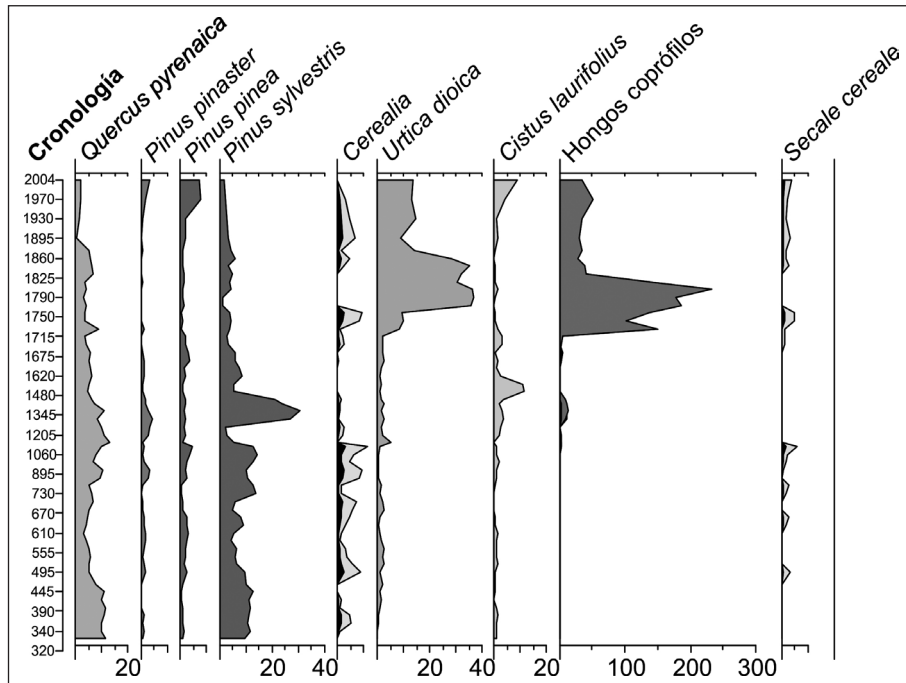 Cronología
Quercus pyrenaica
Pinus pinaster
Pinus pinea
Pinus sylvestris
Cerealia
Urtica dioica
Cistus laurifolius
Hongos coprófilos
Secale cereale
2004
1970
1930
1895
1860
1825
1790
1750
1715
1675
1620
1480
1345
1205
1060
895
730
670
610
555
495
445
390
340
320
20 20 40 20 40 20 100 200 300